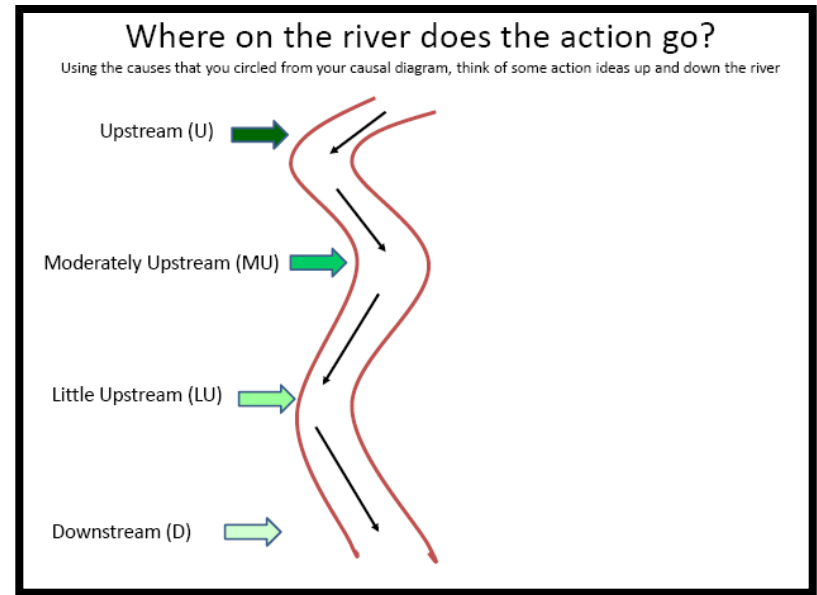 Where on the river does the action go?
Using the causes that you circled from your causal diagram, think of some action ideas up and down the river
Upstream (U)
Moderately Upstream (MU)
Little Upstream (LU)
Downstream (D)